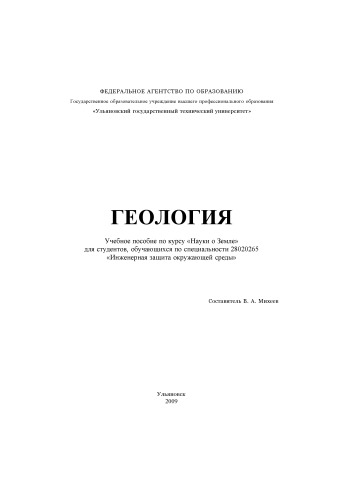 ФЕДЕРАЛЬНОЕ АГЕНТСТВО ПО ОБРАЗОВАНИЮ
Государственное образовательное учреждение высшего профессионального образования
«Ульяновский государственный технический университет»
ГЕОЛОГИЯ
Учебное пособие по курсу «Науки о Земле»
для студентов, обучающихся по специальности 28020265
«Инженерная защита окружающей среды»
Составитель В. А. Михеев
Ульяновск
2009